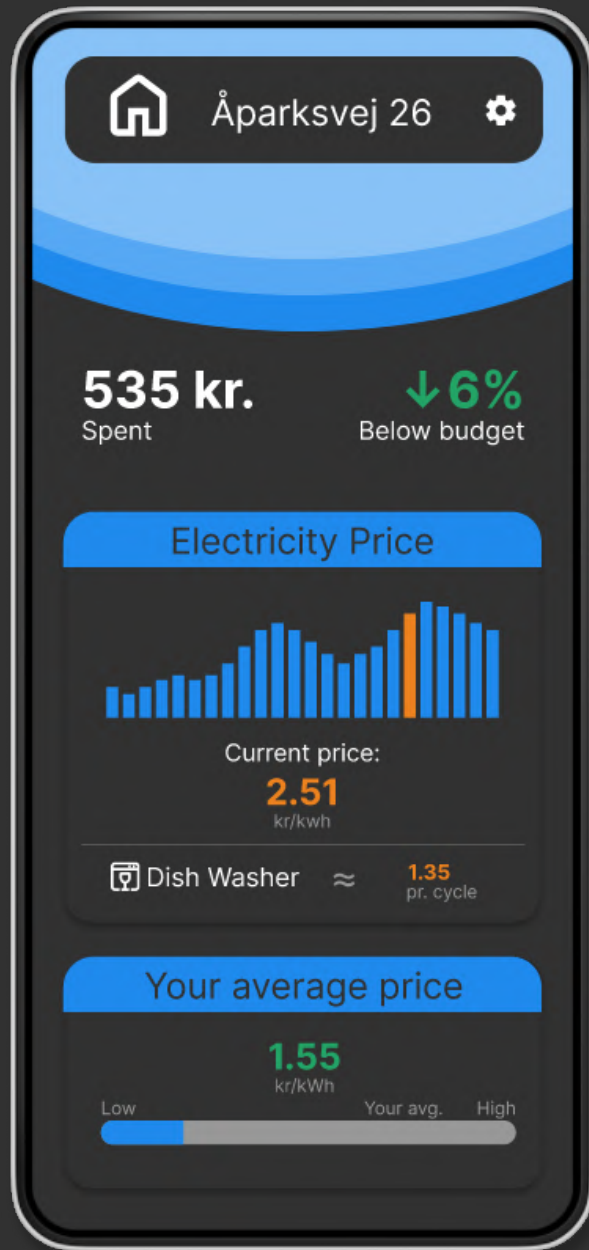 Åparksvej 26
535 kr.
Spent
↓6%
Below budget
Electricity Price
Current price:
2.51
kr/kwh
Dish Washer ≈ 1.35
pr. cycle
Your average price
1.55
kr/kWh
Low Your avg. High